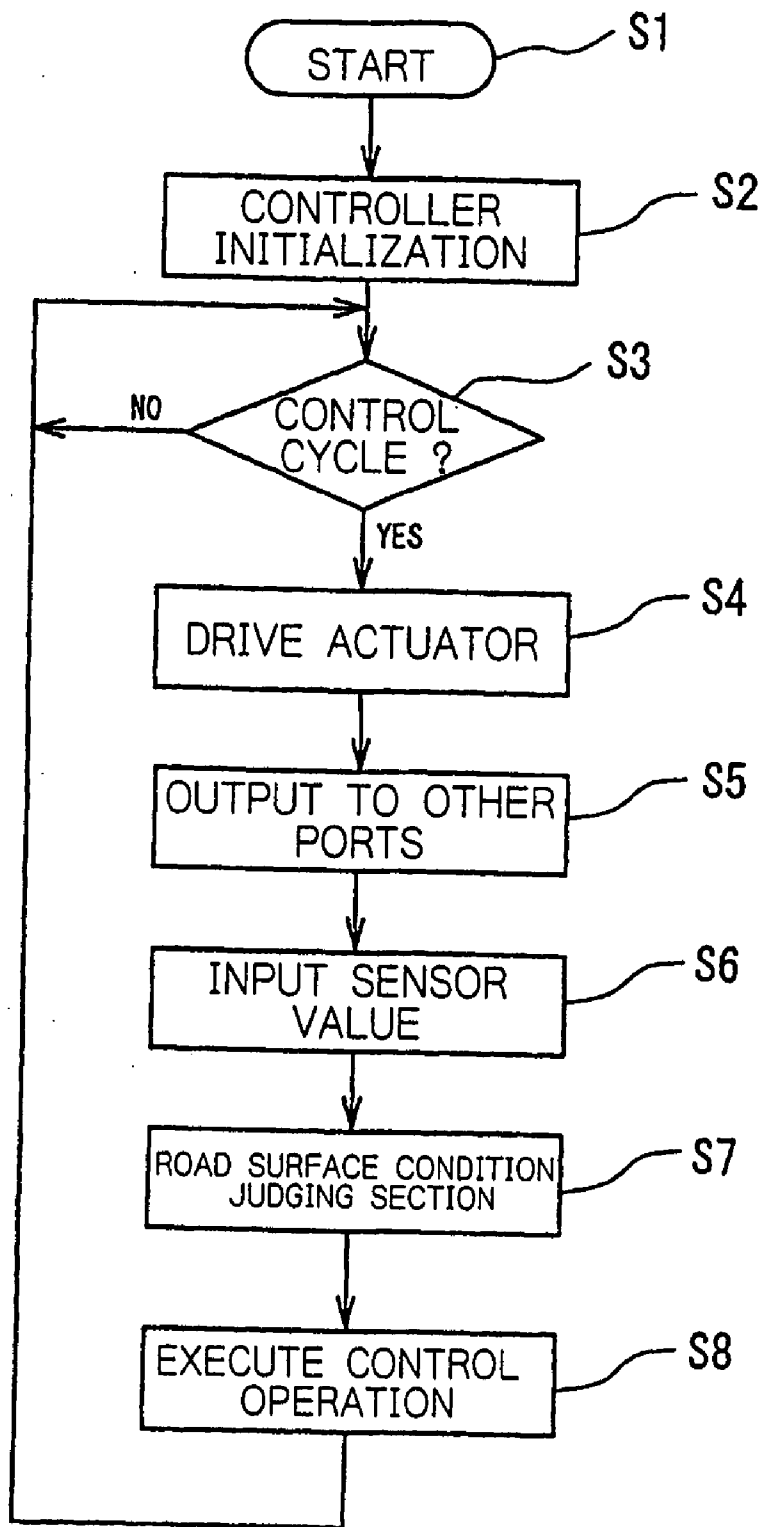 START
S1
CONTROLLER
INITIALIZATION
S2
CONTROL
CYCLE ?
S3
NO
YES
DRIVE ACTUATOR
S4
OUTPUT TO OTHER
PORTS
S5
INPUT SENSOR
VALUE
S6
ROAD SURFACE CONDITION
JUDGING SECTION
S7
EXECUTE CONTROL
OPERATION
S8